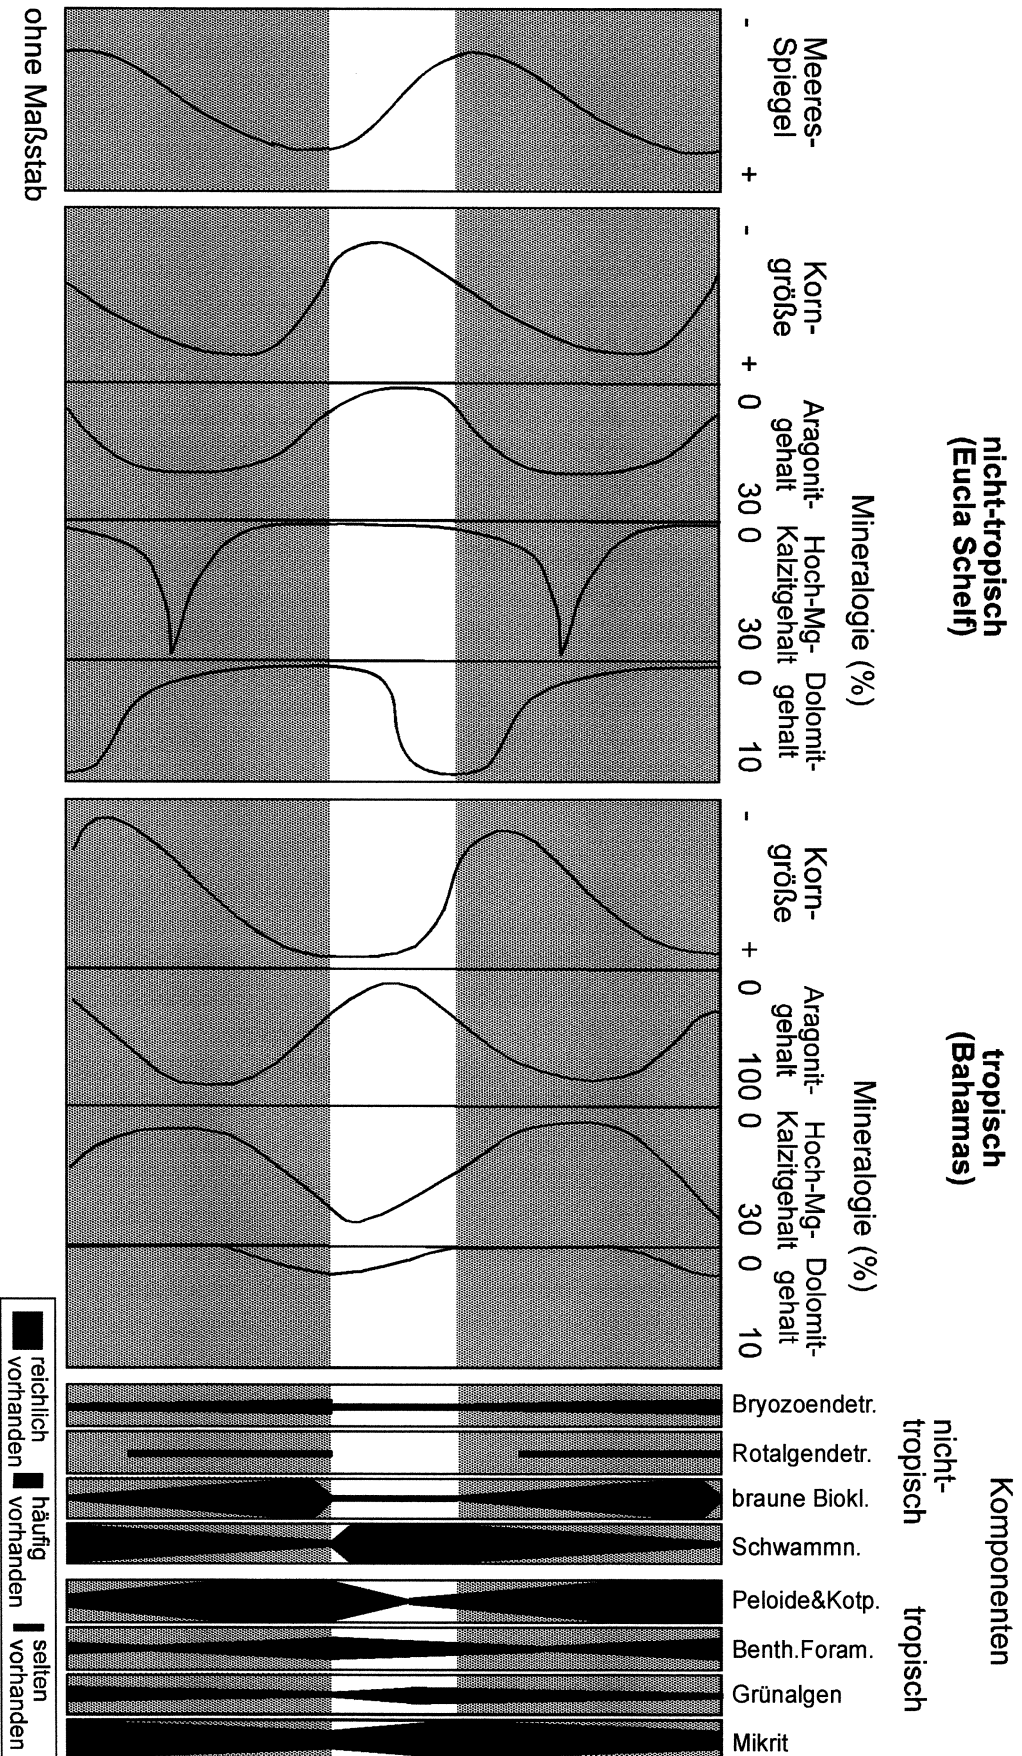 nicht-tropisch
(Eucla Schelf)
tropisch
(Bahamas)
Komponenten
Mineralogie (%)
Mineralogie (%)
nicht-
tropisch
tropisch
Meeres-
Spiegel
- +
Korn-
größe
- +
Aragonit-
gehalt
0 30
Hoch-Mg-
Kalzitgehalt
0 30
Dolomit-
gehalt
0 10
Korn-
größe
- +
Aragonit-
gehalt
0 100
Hoch-Mg-
Kalzitgehalt
0 30
Dolomit-
gehalt
0 10
Bryozoendetr.
Rotalgendetr.
braune Biokl.
Schwammn.
Peloide&Kotp.
Benth.Foram.
Grünalgen
Mikrit
ohne Maßstab
reichlich
vorhanden
häufig
vorhanden
selten
vorhanden